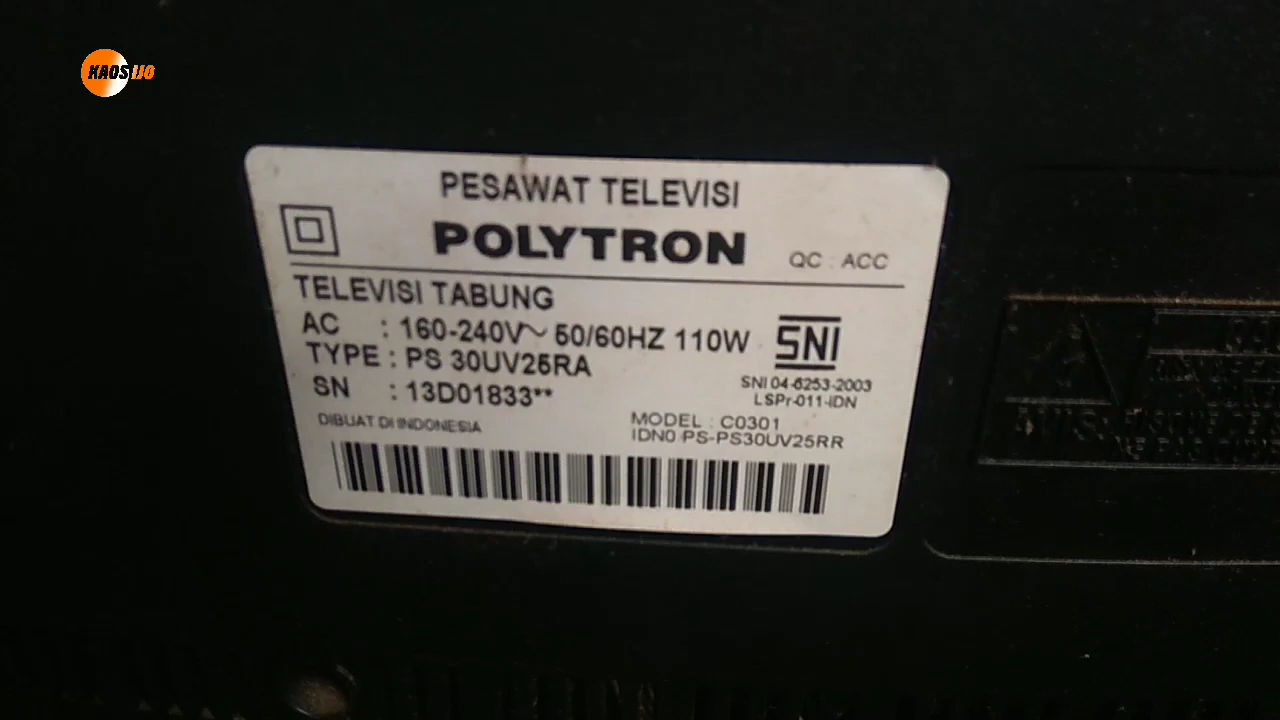 KAOS IJO
PESAWAT TELEVISI
POLYTRON
QC : ACC
TELEVISI TABUNG
AC : 160-240V~ 50/60HZ 110W
SNI
TYPE : PS 30UV25RA
SNI 04-6253-2003
SN : 13D01833**
LSPr-011-IDN
DIBUAT DI INDONESIA
MODEL : C0301
IDN0 PS-PS30UV25RR